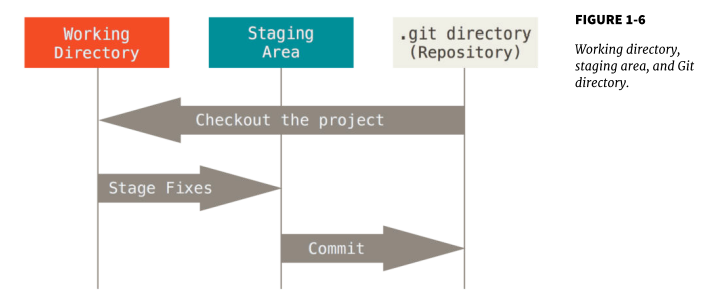 Working
Directory
Staging
Area
.git directory
(Repository)
Checkout the project
Stage Fixes
Commit
FIGURE 1-6
Working directory,
staging area, and Git
directory.